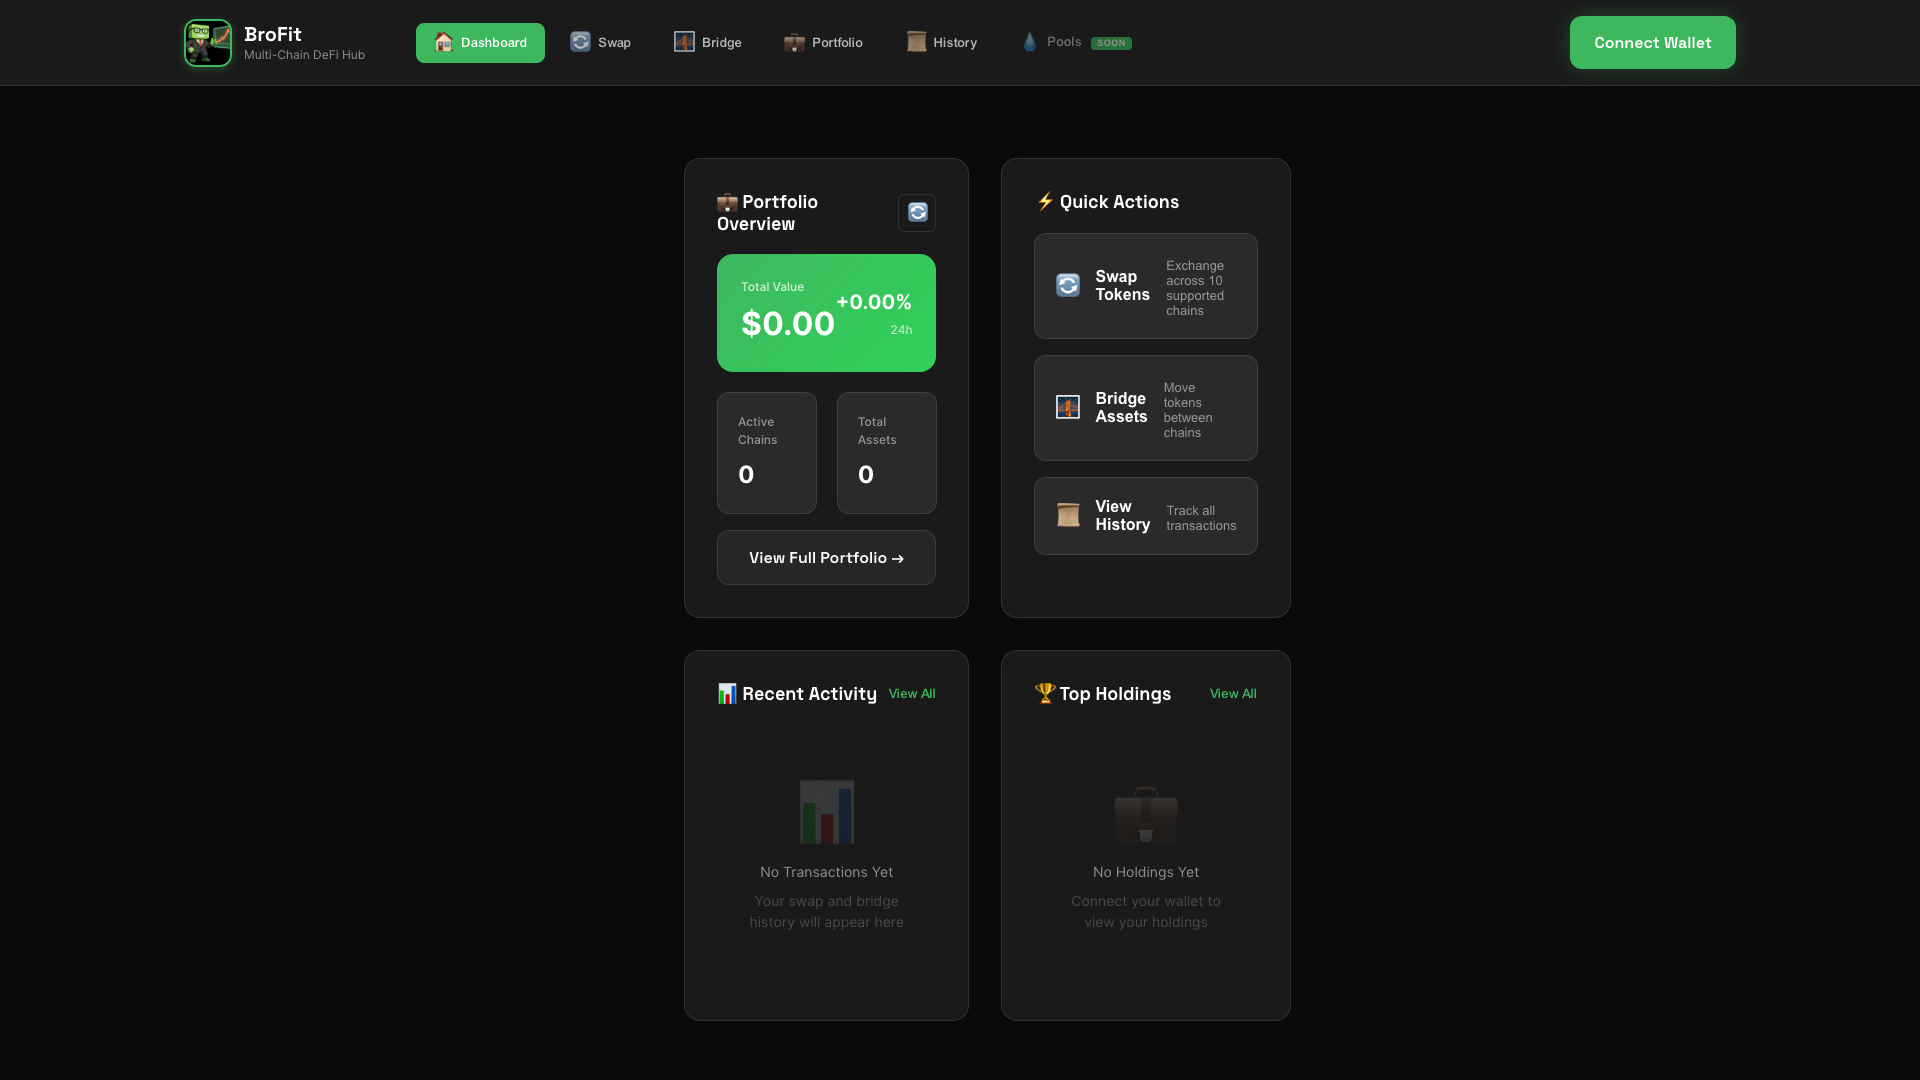 BroFit
Multi-Chain DeFi Hub
Dashboard
Swap
Bridge
Portfolio
History
Pools SOON
Connect Wallet
Portfolio
Overview
Total Value
$0.00
+0.00%
24h
Active
Chains
0
Total
Assets
0
View Full Portfolio →
Quick Actions
Swap
Tokens
Exchange
across 10
supported
chains
Bridge
Assets
Move
tokens
between
chains
View
History
Track all
transactions
Recent Activity
View All
No Transactions Yet
Your swap and bridge
history will appear here
Top Holdings
View All
No Holdings Yet
Connect your wallet to
view your holdings